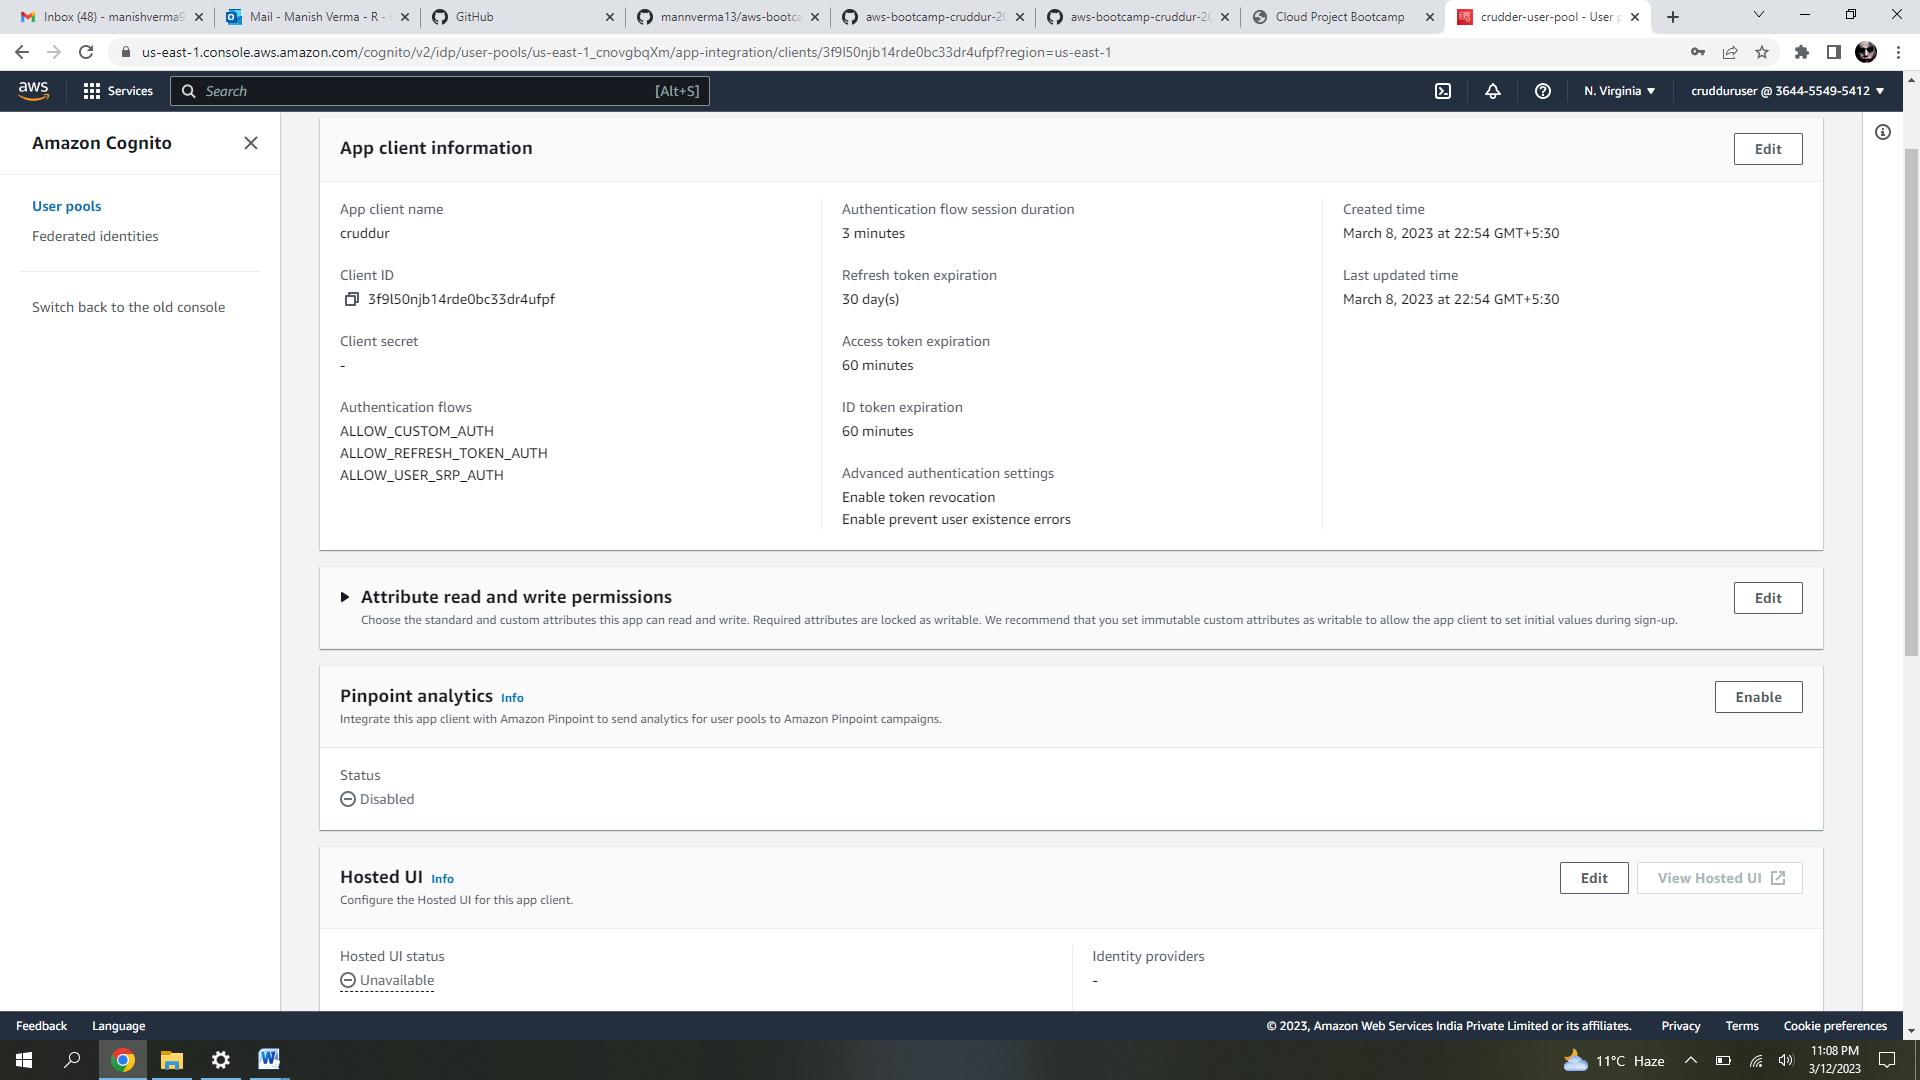 Inbox (48) - manishverma9
Mail - Manish Verma - R -
GitHub
mannverma13/aws-bootca
aws-bootcamp-cruddur-20
aws-bootcamp-cruddur-20
Cloud Project Bootcamp
crudder-user-pool - User p
us-east-1.console.aws.amazon.com/cognito/v2/idp/user-pools/us-east-1_cnovgbqXm/app-integration/clients/3f9l50njb14rde0bc33dr4ufpf?region=us-east-1
aws
Services
Search
[Alt+S]
N. Virginia
crudduruser @ 3644-5549-5412
Amazon Cognito
User pools
Federated identities
Switch back to the old console
App client information
Edit
App client name
cruddur
Client ID
3f9l50njb14rde0bc33dr4ufpf
Client secret
-
Authentication flows
ALLOW_CUSTOM_AUTH
ALLOW_REFRESH_TOKEN_AUTH
ALLOW_USER_SRP_AUTH
Authentication flow session duration
3 minutes
Refresh token expiration
30 day(s)
Access token expiration
60 minutes
ID token expiration
60 minutes
Advanced authentication settings
Enable token revocation
Enable prevent user existence errors
Created time
March 8, 2023 at 22:54 GMT+5:30
Last updated time
March 8, 2023 at 22:54 GMT+5:30
Attribute read and write permissions
Edit
Choose the standard and custom attributes this app can read and write. Required attributes are locked as writable. We recommend that you set immutable custom attributes as writable to allow the app client to set initial values during sign-up.
Pinpoint analytics Info
Enable
Integrate this app client with Amazon Pinpoint to send analytics for user pools to Amazon Pinpoint campaigns.
Status
Disabled
Hosted UI Info
Edit
View Hosted UI
Configure the Hosted UI for this app client.
Hosted UI status
Unavailable
Identity providers
-
Feedback
Language
© 2023, Amazon Web Services India Private Limited or its affiliates.
Privacy
Terms
Cookie preferences
11°C Haze
11:08 PM
3/12/2023